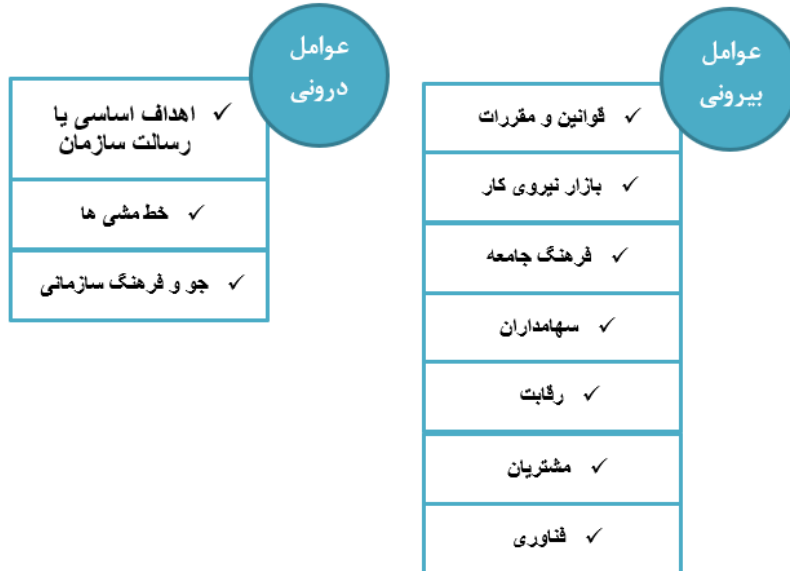 عوامل
بیرونی
✓ قوانین و مقررات
✓ بازار نیروی کار
✓ فرهنگ جامعه
✓ سهامداران
✓ رقابت
✓ مشتریان
✓ فناوری
عوامل
درونی
✓ اهداف اساسی یا
رسالت سازمان
✓ خط مشی ها
✓ جو و فرهنگ سازمانی